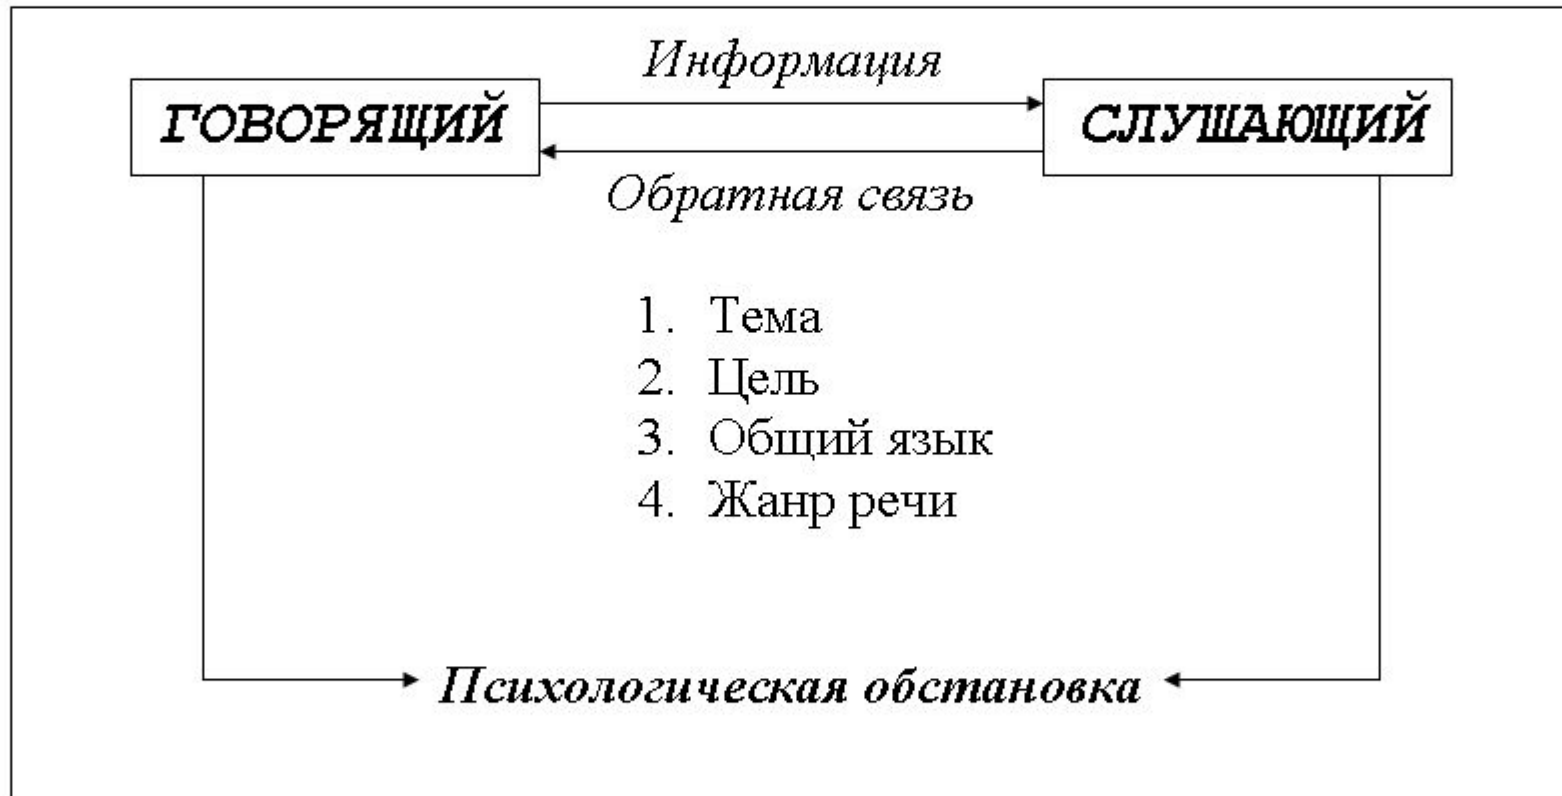 Информация
ГОВОРЯЩИЙ
СЛУШАЮЩИЙ
Обратная связь
1. Тема
2. Цель
3. Общий язык
4. Жанр речи
Психологическая обстановка